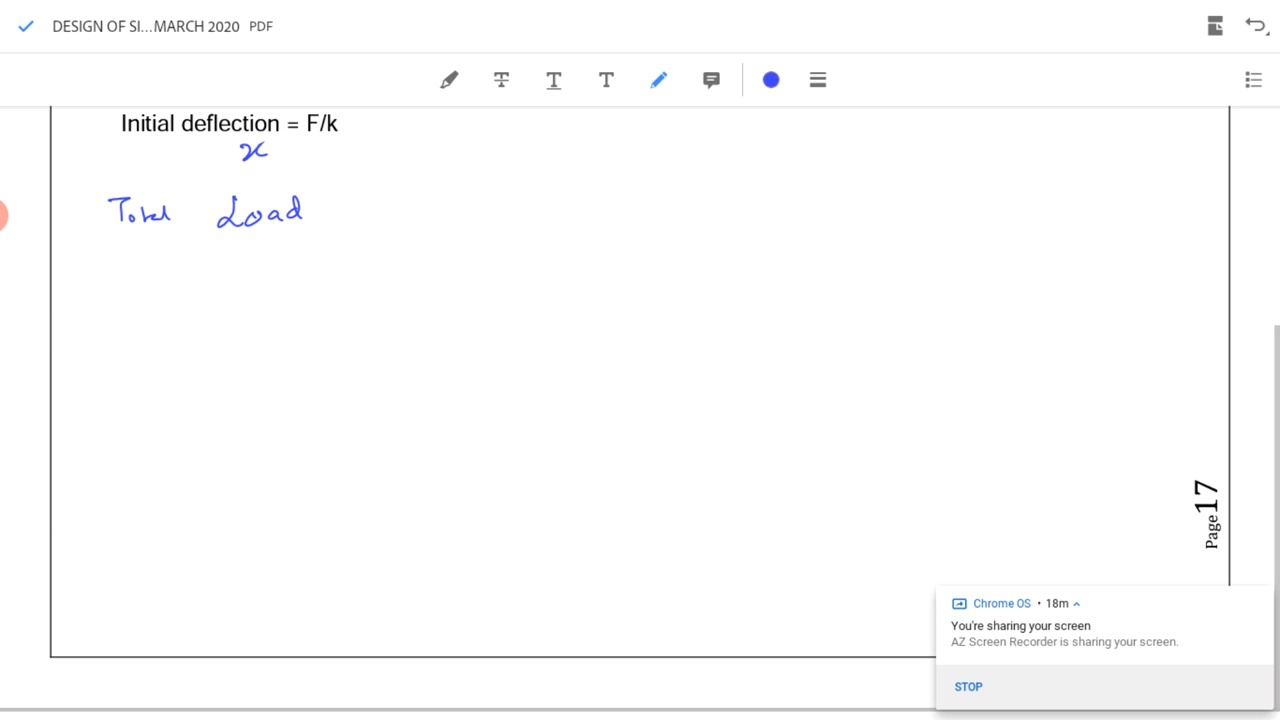 DESIGN OF SI...MARCH 2020 PDF
Initial deflection = F/k
x
Total Load
Page 17
Chrome OS • 18m
You're sharing your screen
AZ Screen Recorder is sharing your screen.
STOP